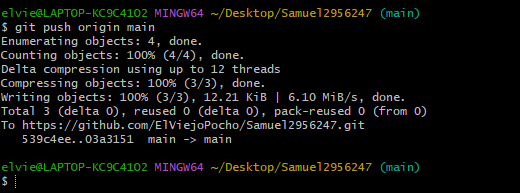 elvie@LAPTOP-KC9C41O2 MINGW64 ~/Desktop/Samuel2956247 (main)
$ git push origin main
Enumerating objects: 4, done.
Counting objects: 100% (4/4), done.
Delta compression using up to 12 threads
Compressing objects: 100% (3/3), done.
Writing objects: 100% (3/3), 12.21 KiB | 6.10 MiB/s, done.
Total 3 (delta 0), reused 0 (delta 0), pack-reused 0 (from 0)
To https://github.com/ElViejoPocho/Samuel2956247.git
   539c4ee..03a3151  main -> main

elvie@LAPTOP-KC9C41O2 MINGW64 ~/Desktop/Samuel2956247 (main)
$